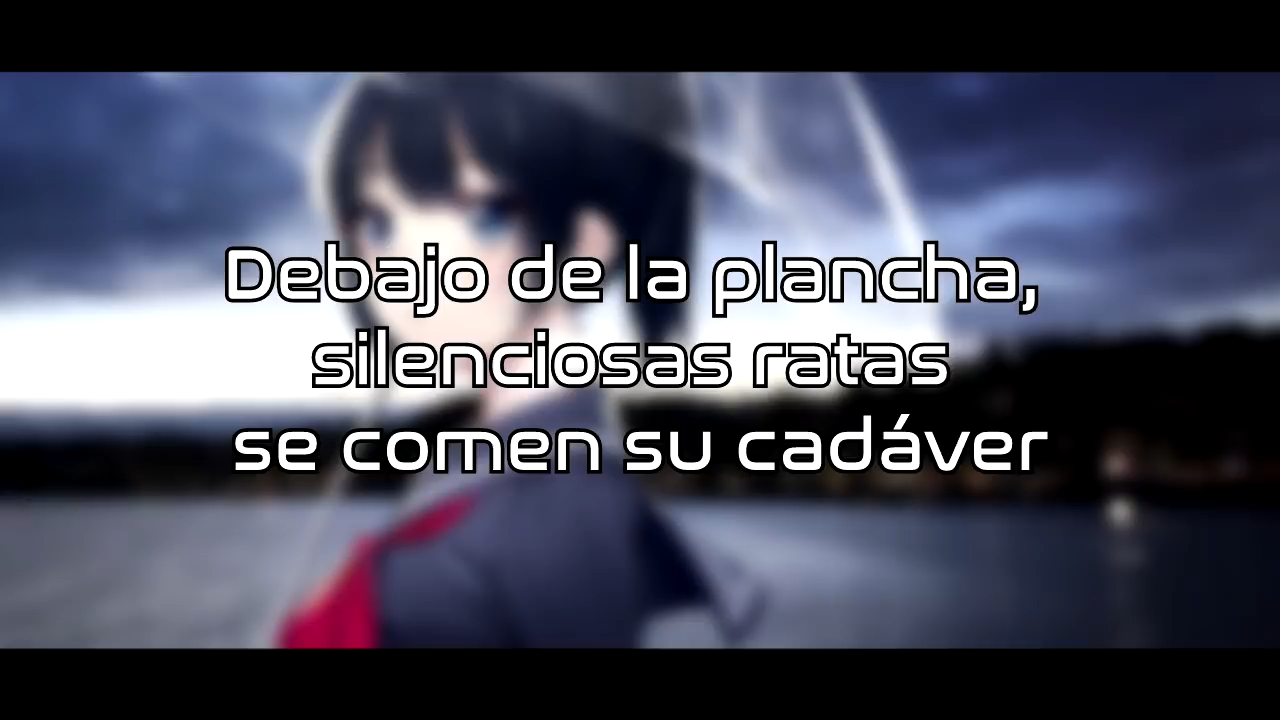 Debajo de la plancha,
silenciosas ratas
se comen su cadáver